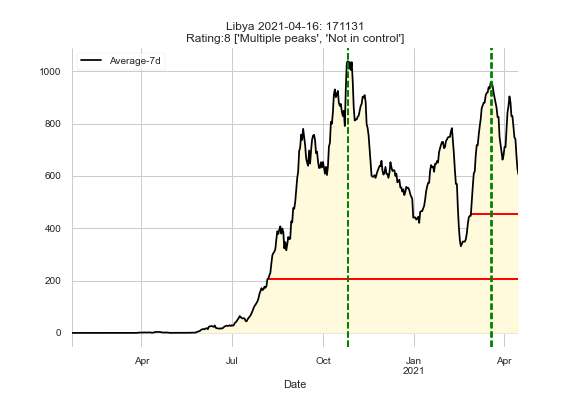 Libya 2021-04-16: 171131
Rating:8 ['Multiple peaks', 'Not in control']
Average-7d
1000
800
600
400
200
0
Apr Jul Oct Jan Apr
2021
Date